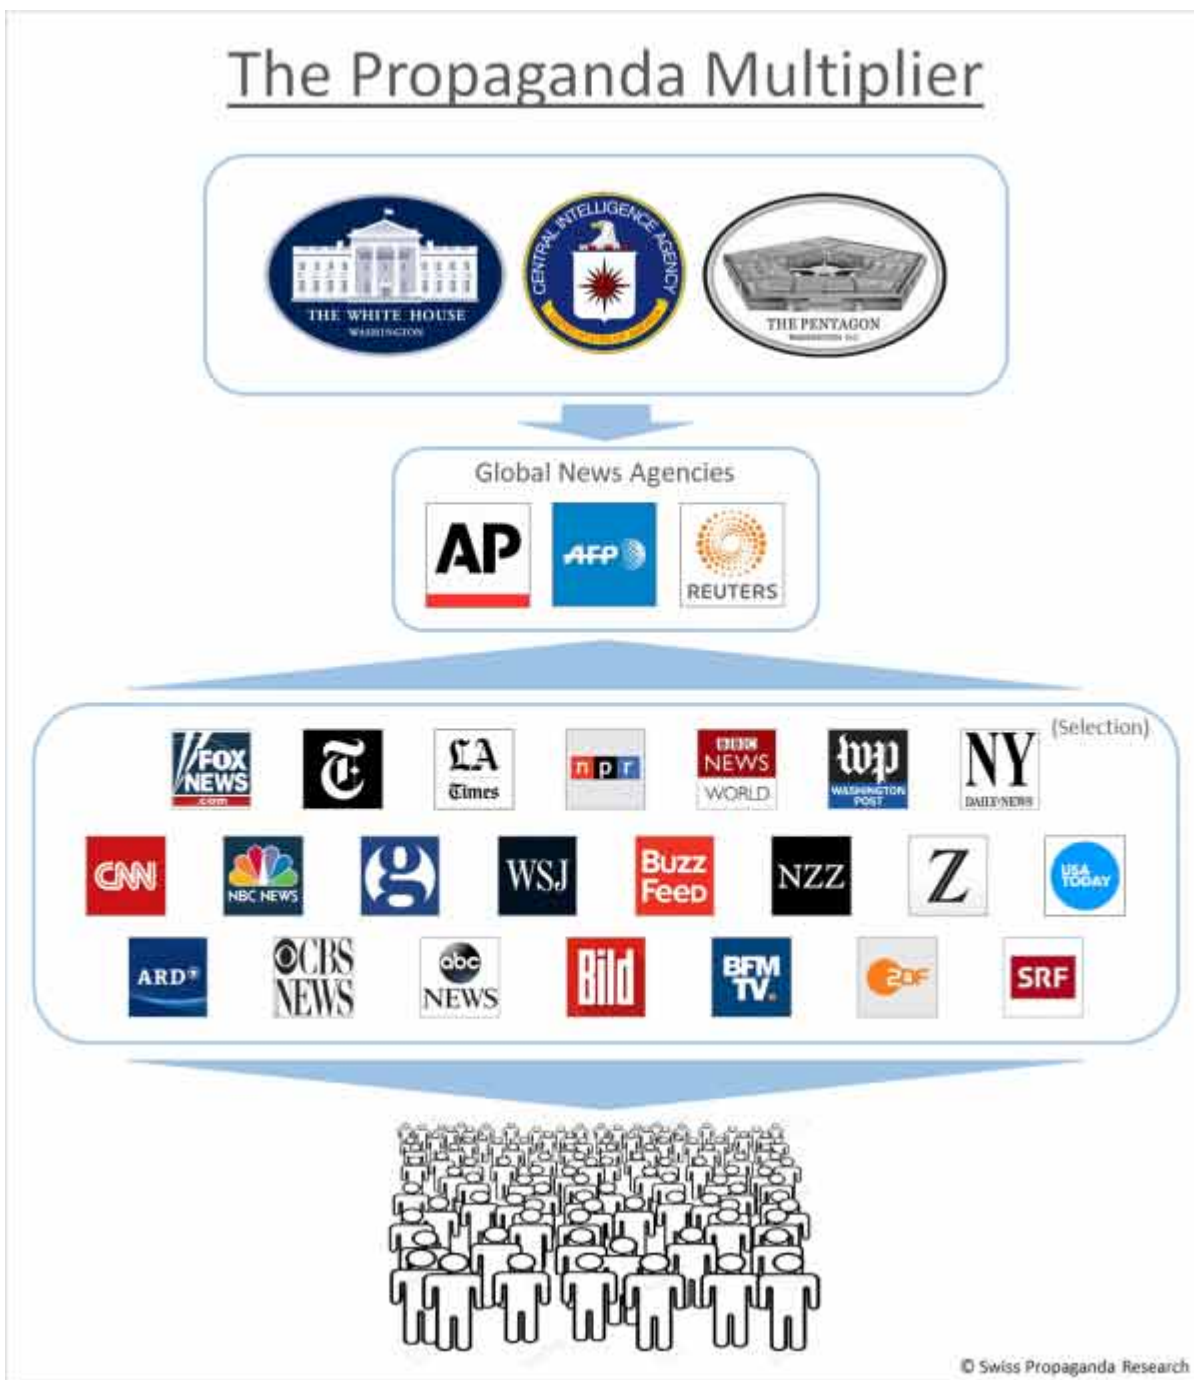 The Propaganda Multiplier
THE WHITE HOUSE
WASHINGTON
CENTRAL INTELLIGENCE AGENCY
THE PENTAGON
Global News Agencies
AP
AFP
REUTERS
(Selection)
FOX
NEWS
.com
T
LA
Times
npr
BBC
NEWS
WORLD
wp
WASHINGTON
POST
NY
DAILY NEWS
CNN
NBC NEWS
g
WSJ
BUZZ
FEED
NZZ
Z
USA
TODAY
ARD
CBS
NEWS
abc
NEWS
Bild
BFM
TV.
ZDF
SRF
© Swiss Propaganda Research